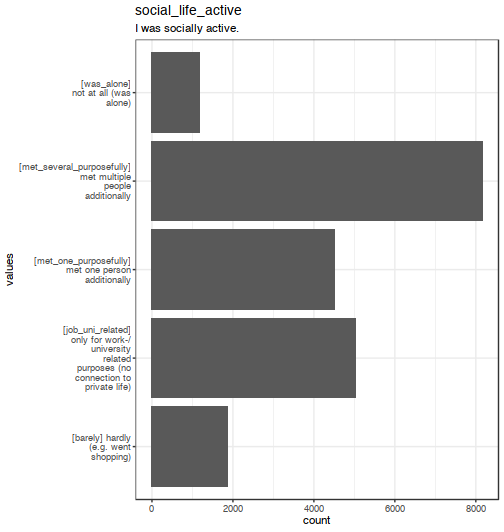 social_life_active
I was socially active.
[was_alone]
not at all (was
alone)
[met_several_purposefully]
met multiple
people
additionally
[met_one_purposefully]
met one person
additionally
[job_uni_related]
only for work-/
university
related
purposes (no
connection to
private life)
[barely] hardly
(e.g. went
shopping)
values
0 2000 4000 6000 8000
count